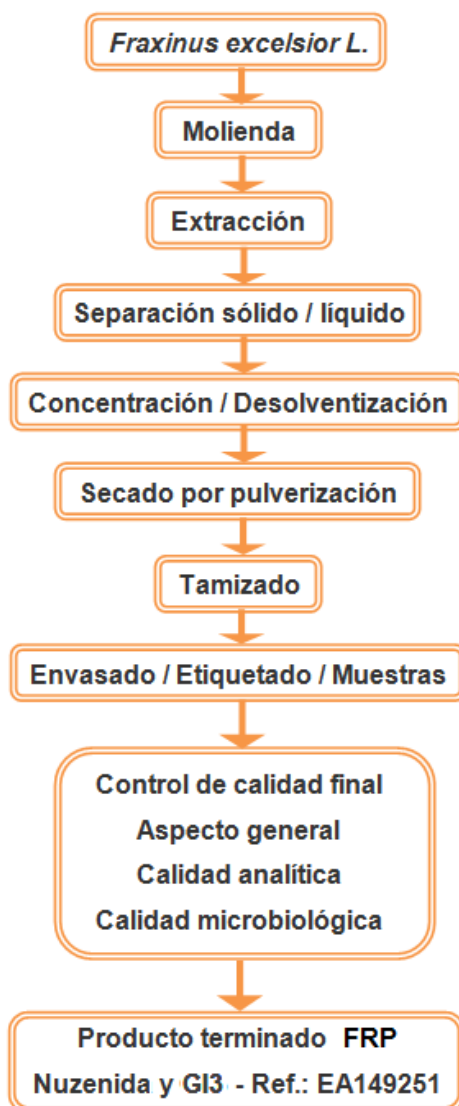 Fraxinus excelsior L.
Molienda
Extracción
Separación sólido / líquido
Concentración / Desolventización
Secado por pulverización
Tamizado
Envasado / Etiquetado / Muestras
Control de calidad final
Aspecto general
Calidad analítica
Calidad microbiológica
Producto terminado FRP
Nuzenida y GI3 - Ref.: EA149251